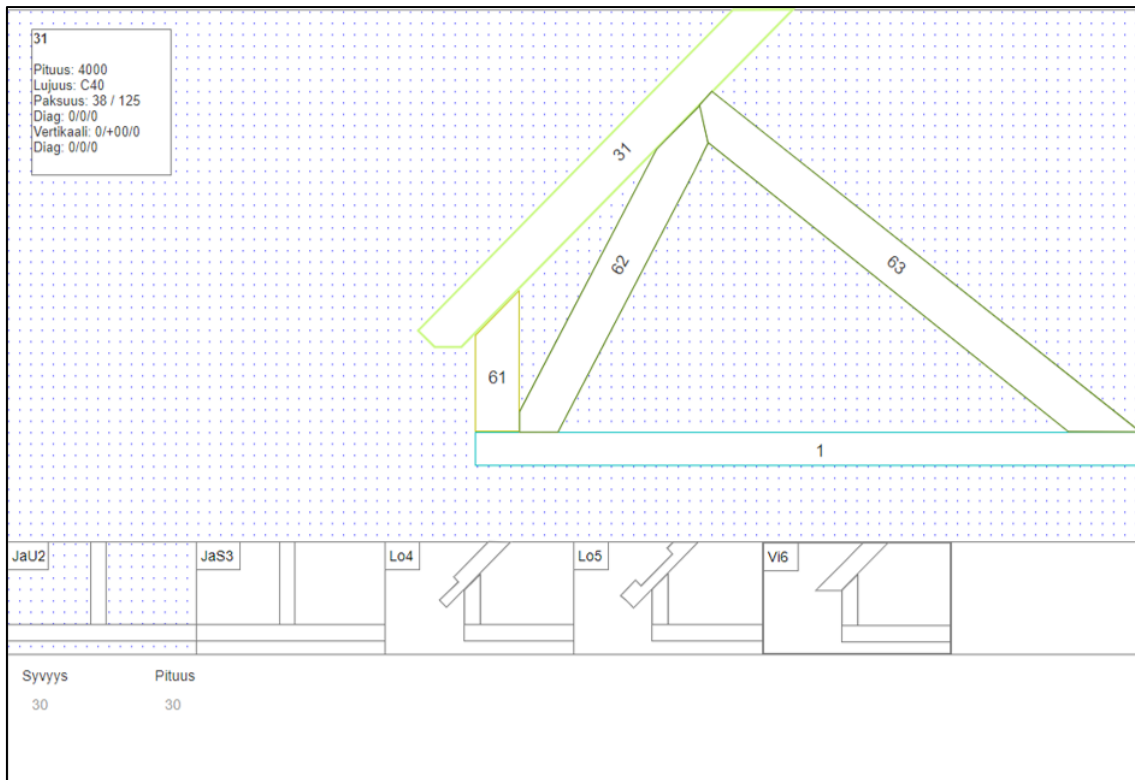 31
Pituus: 4000
Lujuus: C40
Paksuus: 38 / 125
Diag: 0/0/0
Vertikaali: 0/+00/0
Diag: 0/0/0
31
62
63
61
1
JaU2
JaS3
Lo4
Lo5
Vi6
Syvyys Pituus
30 30